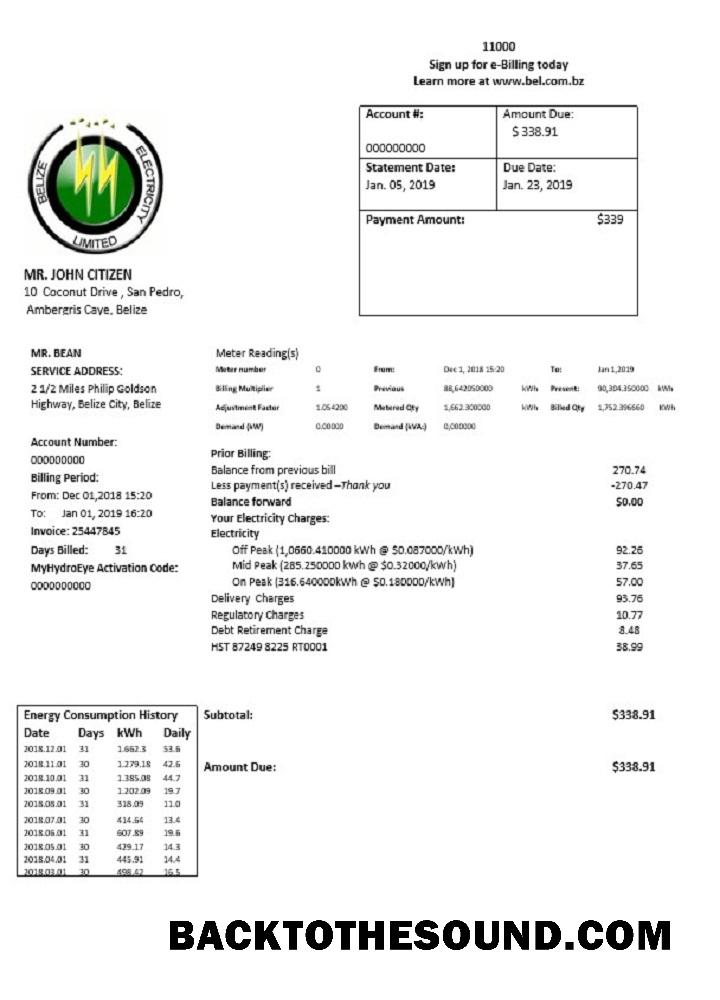 11000
Sign up for e-Billing today
Learn more at www.bel.com.bz
Account #:
000000000
Amount Due:
$ 338.91
Statement Date:
Jan. 05, 2019
Due Date:
Jan. 23, 2019
Payment Amount: $339
BELIZE ELECTRICITY LIMITED
MR. JOHN CITIZEN
10 Coconut Drive , San Pedro,
Ambergris Caye, Belize
MR. BEAN
SERVICE ADDRESS:
2 1/2 Miles Philip Goldson
Highway, Belize City, Belize
Account Number:
000000000
Billing Period:
From: Dec 01,2018 15:20
To: Jan 01, 2019 16:20
Invoice: 25447845
Days Billed: 31
MyHydroEye Activation Code:
0000000000
Meter Reading(s)
Meter number 0 From: Dec 1, 2018 15:20 To: Jan 1,2019
Billing Multiplier 1 Previous 88,642050000 kWh Present: 90,304.350000 kWh
Adjustment Factor 1.054200 Metered Qty 1,662.300000 kWh Billed Qty 1,752.396660 KWh
Demand (kW) 0.00000 Demand (kVA:) 0,000000
Prior Billing:
Balance from previous bill 270.74
Less payment(s) received –Thank you -270.47
Balance forward $0.00
Your Electricity Charges:
Electricity
Off Peak (1,0660.410000 kWh @ $0.087000/kWh) 92.26
Mid Peak (285.250000 kWh @ $0.32000/kWh) 37.65
On Peak (316.640000kWh @ $0.180000/kWh) 57.00
Delivery Charges 93.76
Regulatory Charges 10.77
Debt Retirement Charge 8.48
HST 87249 8225 RT0001 38.99
Energy Consumption History
Date Days kWh Daily
2018.12.01 31 1.662.3 53.6
2018.11.01 30 1.279.18 42.6
2018.10.01 31 1.385.08 44.7
2018.09.01 30 1.202.09 19.7
2018.08.01 31 318.09 11.0
2018.07.01 30 414.64 13.4
2018.06.01 31 607.89 19.6
2018.05.01 30 429.17 14.3
2018.04.01 31 445.91 14.4
2018.03.01 30 498.42 16.5
Subtotal: $338.91
Amount Due: $338.91
BACKTOTHESOUND.COM